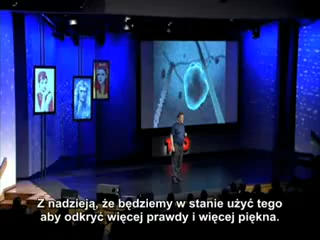 Z nadzieją, że będziemy w stanie użyć tego
aby odkryć więcej prawdy i więcej piękna.